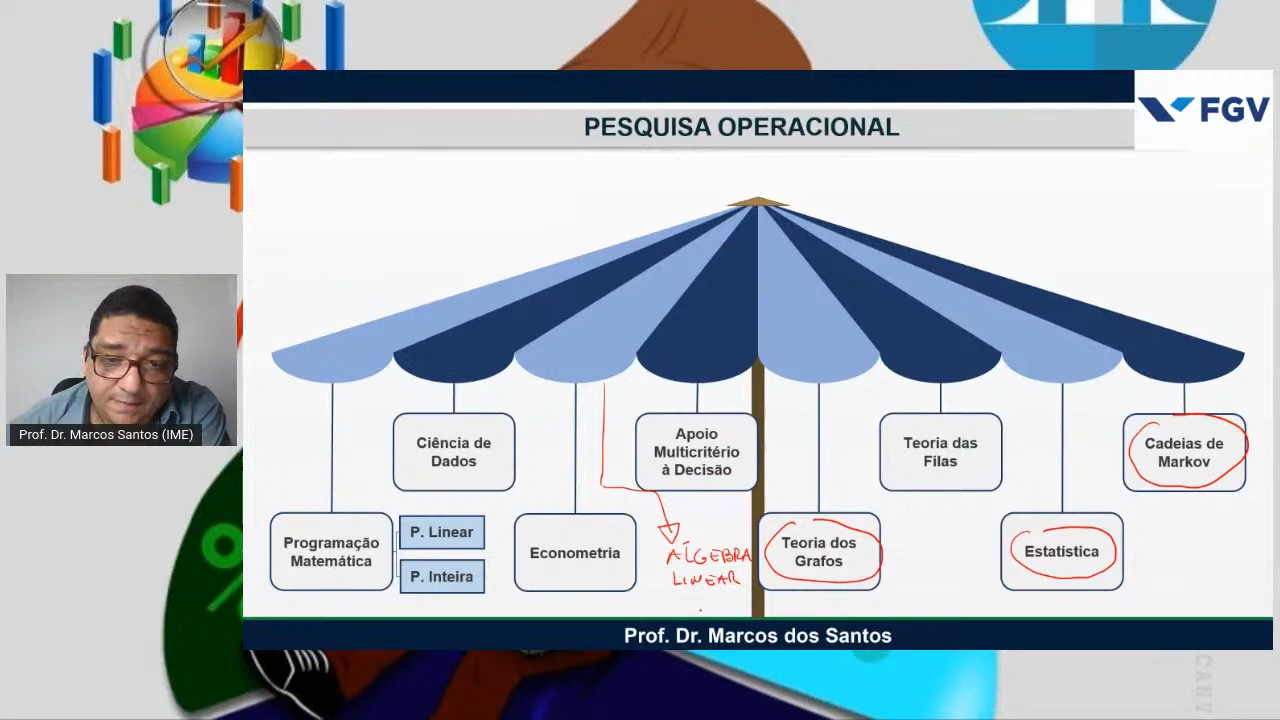 FGV
PESQUISA OPERACIONAL
Ciência de
Dados
Apoio
Multicritério
à Decisão
Teoria das
Filas
Cadeias de
Markov
Programação
Matemática
P. Linear
P. Inteira
Econometria
ÁLGEBRA
LINEAR
Teoria dos
Grafos
Estatística
Prof. Dr. Marcos dos Santos
Prof. Dr. Marcos Santos (IME)
%
CANV